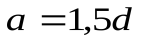 a = 1,5d